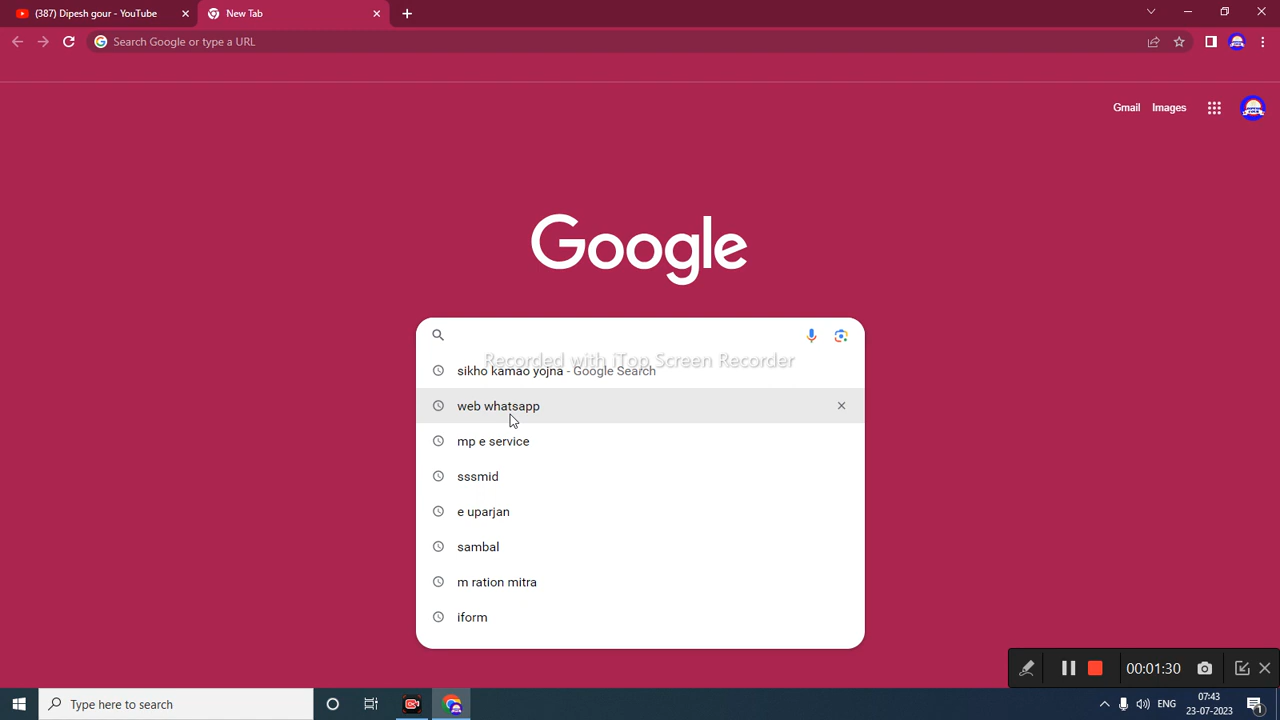 (387) Dipesh gour - YouTube
New Tab
Search Google or type a URL
Gmail Images
Google
Recorded with iTop Screen Recorder
sikho kamao yojna - Google Search
web whatsapp
mp e service
sssmid
e uparjan
sambal
m ration mitra
iform
00:01:30
Type here to search
ENG
07:43
23-07-2023
1